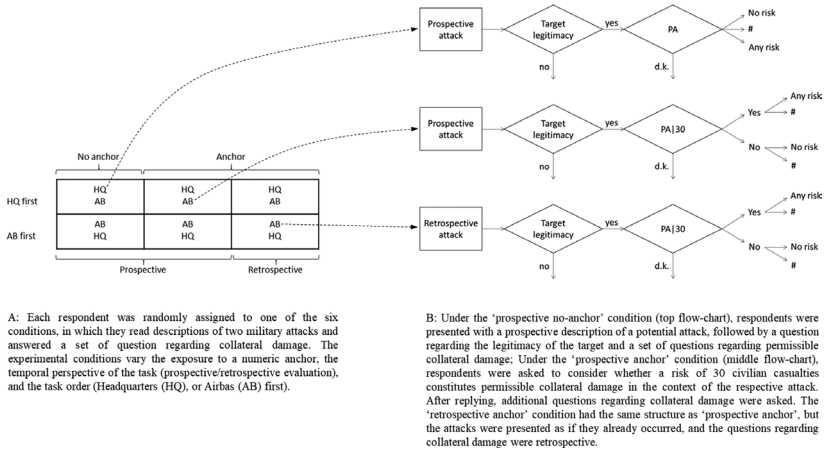 Prospective attack
Target legitimacy
yes
PA
No risk
#
Any risk
no
d.k.
Prospective attack
Target legitimacy
yes
PA|30
Yes
Any risk
#
No
No risk
#
no
d.k.
No anchor
Anchor
HQ first
HQ
AB
HQ
AB
HQ
AB
AB first
AB
HQ
AB
HQ
AB
HQ
Prospective
Retrospective
Retrospective attack
Target legitimacy
yes
PA|30
Yes
Any risk
#
No
No risk
#
no
d.k.
A: Each respondent was randomly assigned to one of the six
conditions, in which they read descriptions of two military attacks and
answered a set of question regarding collateral damage. The
experimental conditions vary the exposure to a numeric anchor, the
temporal perspective of the task (prospective/retrospective evaluation),
and the task order (Headquarters (HQ), or Airbas (AB) first).
B: Under the ‘prospective no-anchor’ condition (top flow-chart), respondents were
presented with a prospective description of a potential attack, followed by a question
regarding the legitimacy of the target and a set of questions regarding permissible
collateral damage; Under the ‘prospective anchor’ condition (middle flow-chart),
respondents were asked to consider whether a risk of 30 civilian casualties
constitutes permissible collateral damage in the context of the respective attack.
After replying, additional questions regarding collateral damage were asked. The
‘retrospective anchor’ condition had the same structure as ‘prospective anchor’, but
the attacks were presented as if they already occurred, and the questions regarding
collateral damage were retrospective.